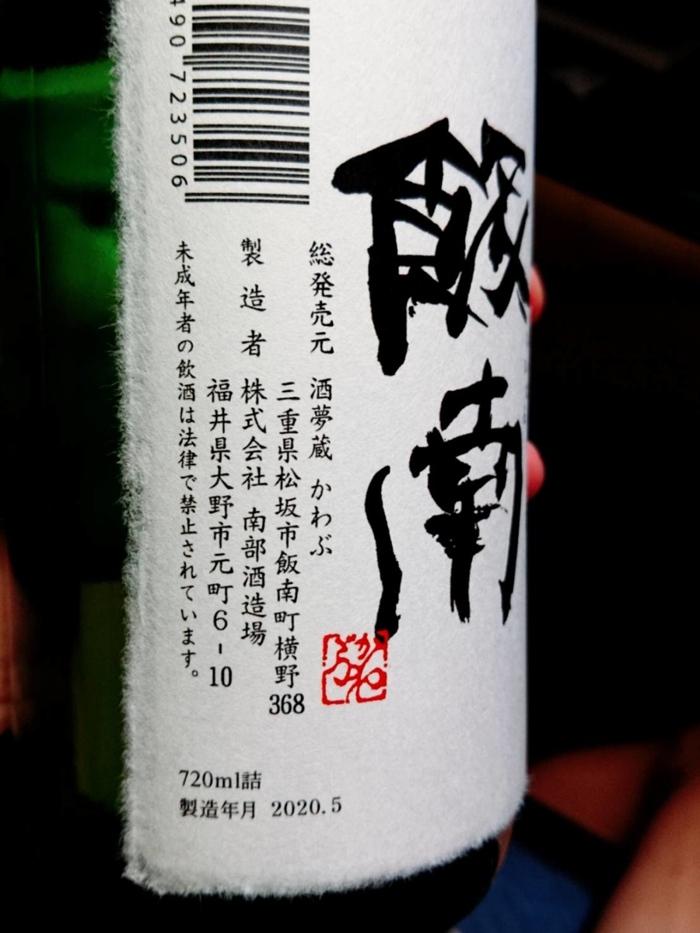 飯南
総発売元 酒夢蔵 かわぶ
三重県松坂市飯南町横野368
製造者 株式会社 南部酒造場
福井県大野市元町6-10
未成年者の飲酒は法律で禁止されています。
490 723506
720ml詰
製造年月 2020.5